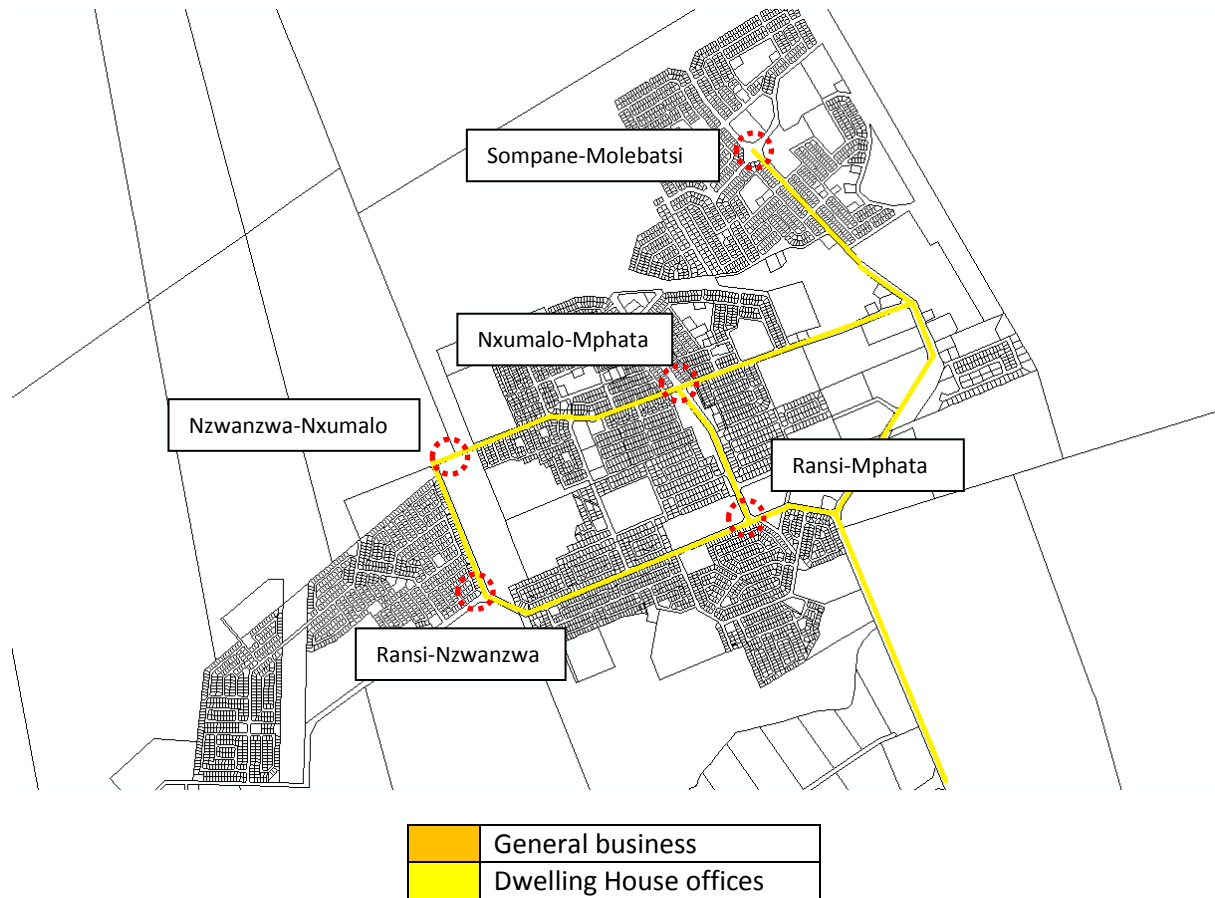 Sompane-Molebatsi
Nxumalo-Mphata
Nzwanzwa-Nxumalo
Ransi-Mphata
Ransi-Nzwanzwa
General business
Dwelling House offices